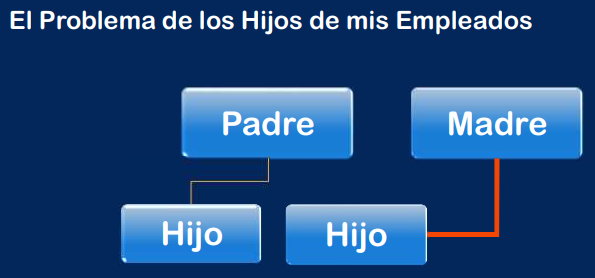 El Problema de los Hijos de mis Empleados
Padre
Madre
Hijo
Hijo